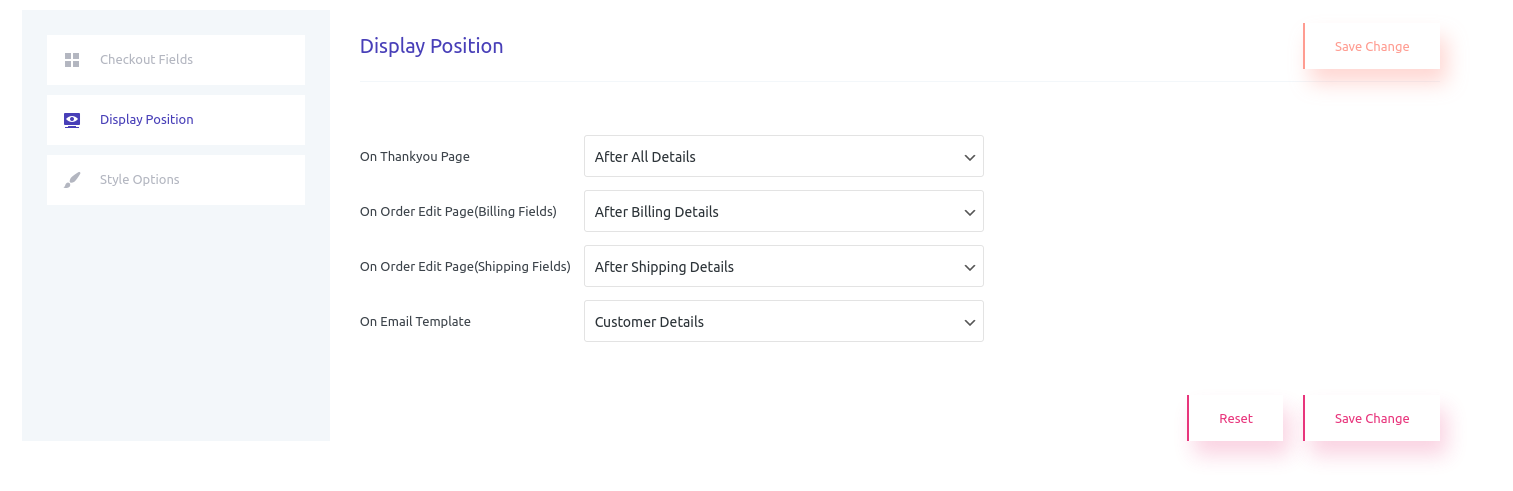 Checkout Fields
Display Position
Style Options
Display Position
Save Change
On Thankyou Page
After All Details
On Order Edit Page(Billing Fields)
After Billing Details
On Order Edit Page(Shipping Fields)
After Shipping Details
On Email Template
Customer Details
Reset
Save Change